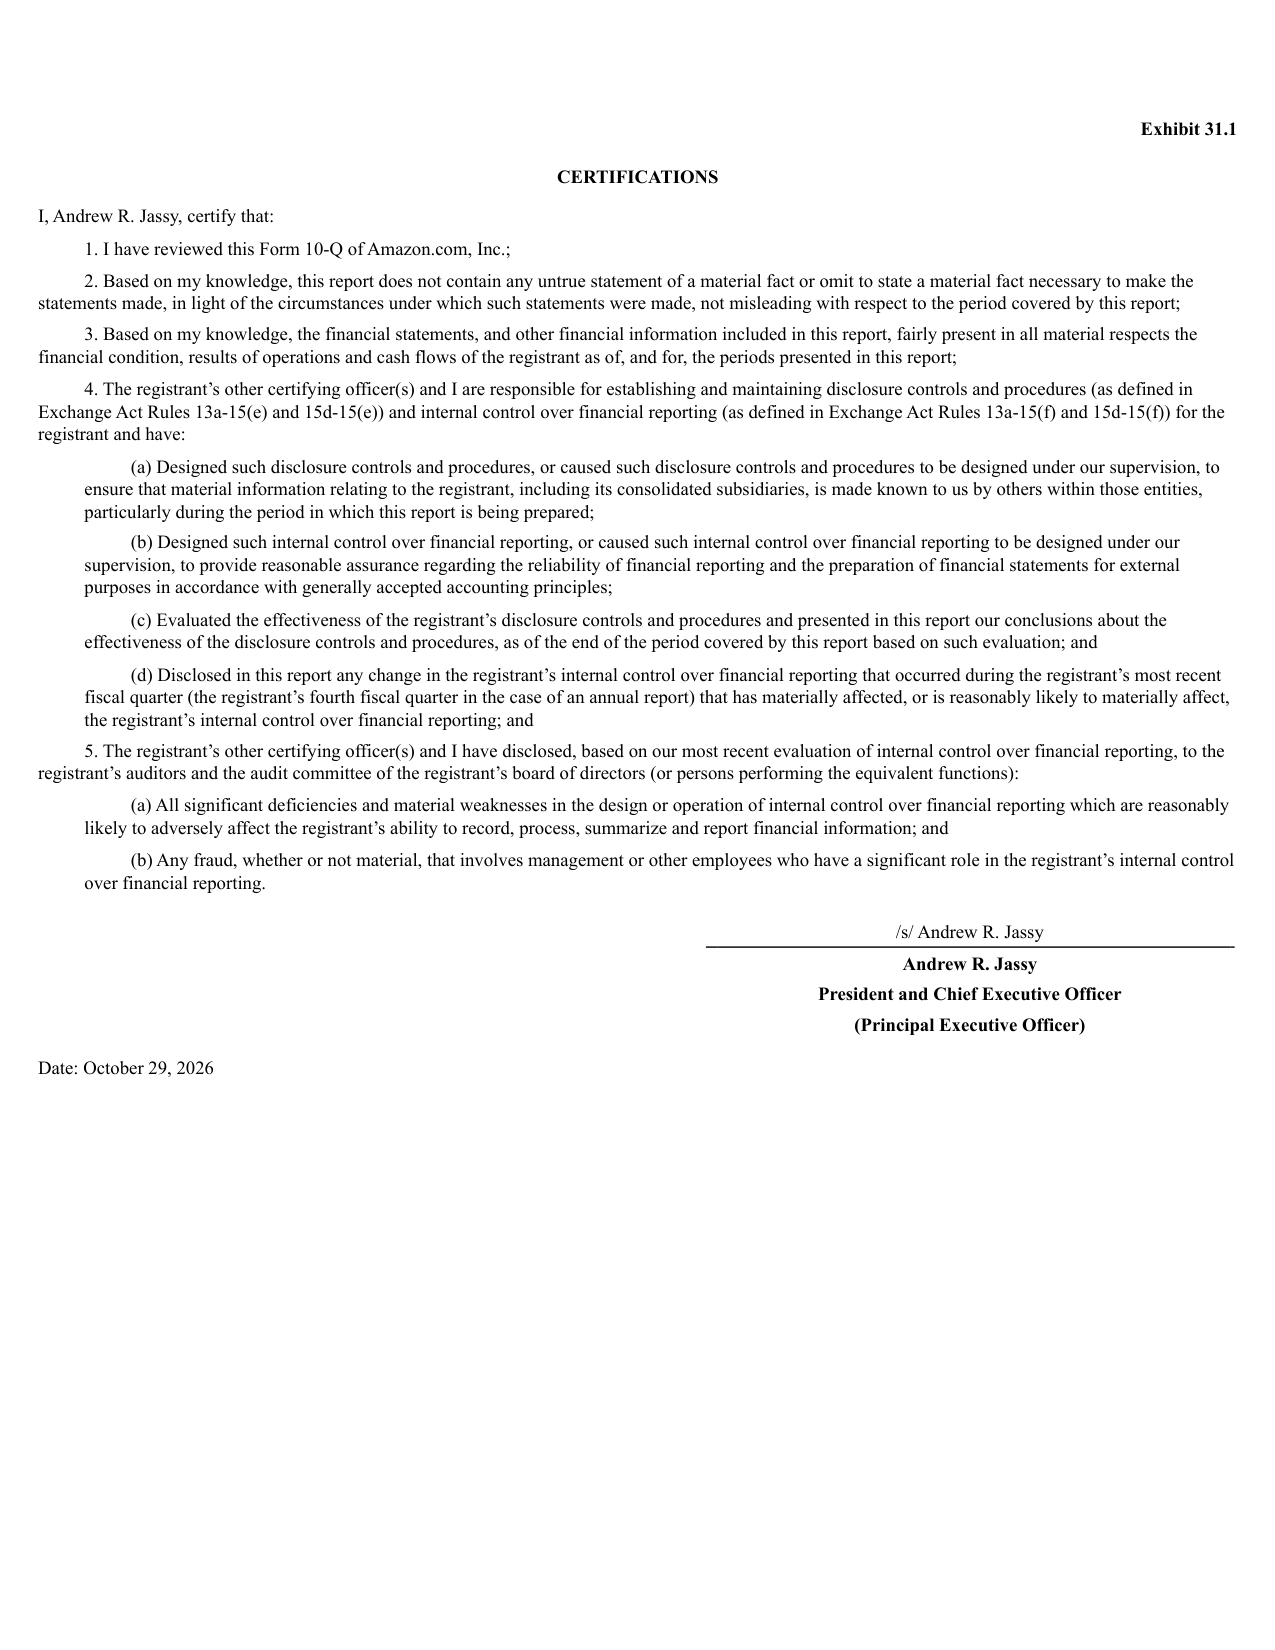 Exhibit 31.1
CERTIFICATIONS
I, Andrew R. Jassy, certify that:
1. I have reviewed this Form 10-Q of Amazon.com, Inc.;
2. Based on my knowledge, this report does not contain any untrue statement of a material fact or omit to state a material fact necessary to make the
statements made, in light of the circumstances under which such statements were made, not misleading with respect to the period covered by this report;
3. Based on my knowledge, the financial statements, and other financial information included in this report, fairly present in all material respects the
financial condition, results of operations and cash flows of the registrant as of, and for, the periods presented in this report;
4. The registrant’s other certifying officer(s) and I are responsible for establishing and maintaining disclosure controls and procedures (as defined in
Exchange Act Rules 13a-15(e) and 15d-15(e)) and internal control over financial reporting (as defined in Exchange Act Rules 13a-15(f) and 15d-15(f)) for the
registrant and have:
(a) Designed such disclosure controls and procedures, or caused such disclosure controls and procedures to be designed under our supervision, to
ensure that material information relating to the registrant, including its consolidated subsidiaries, is made known to us by others within those entities,
particularly during the period in which this report is being prepared;
(b) Designed such internal control over financial reporting, or caused such internal control over financial reporting to be designed under our
supervision, to provide reasonable assurance regarding the reliability of financial reporting and the preparation of financial statements for external
purposes in accordance with generally accepted accounting principles;
(c) Evaluated the effectiveness of the registrant’s disclosure controls and procedures and presented in this report our conclusions about the
effectiveness of the disclosure controls and procedures, as of the end of the period covered by this report based on such evaluation; and
(d) Disclosed in this report any change in the registrant’s internal control over financial reporting that occurred during the registrant’s most recent
fiscal quarter (the registrant’s fourth fiscal quarter in the case of an annual report) that has materially affected, or is reasonably likely to materially affect,
the registrant’s internal control over financial reporting; and
5. The registrant’s other certifying officer(s) and I have disclosed, based on our most recent evaluation of internal control over financial reporting, to the
registrant’s auditors and the audit committee of the registrant’s board of directors (or persons performing the equivalent functions):
(a) All significant deficiencies and material weaknesses in the design or operation of internal control over financial reporting which are reasonably
likely to adversely affect the registrant’s ability to record, process, summarize and report financial information; and
(b) Any fraud, whether or not material, that involves management or other employees who have a significant role in the registrant’s internal control
over financial reporting.
/s/ Andrew R. Jassy
Andrew R. Jassy
President and Chief Executive Officer
(Principal Executive Officer)
Date: October 29, 2026